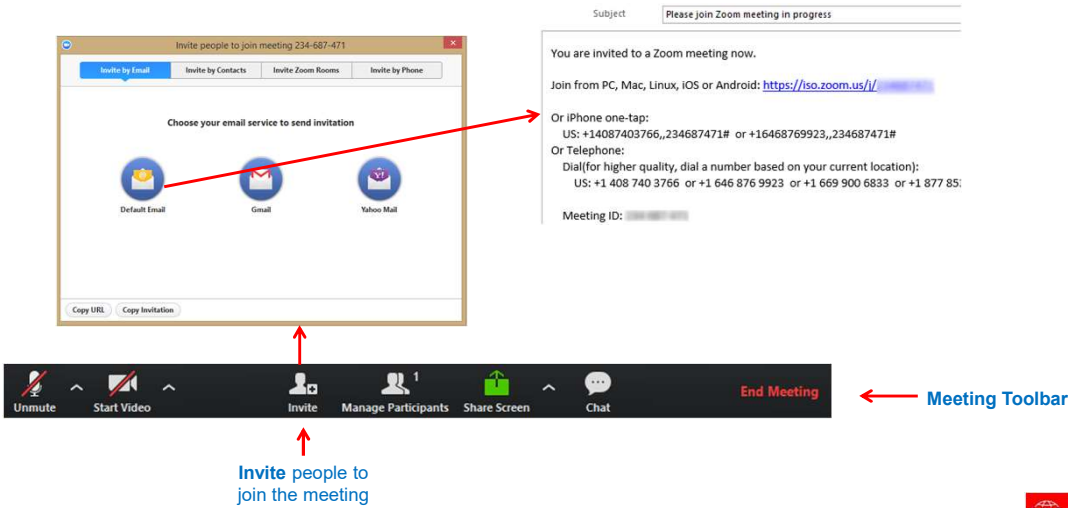 Subject Please join Zoom meeting in progress
Invite people to join meeting 234-687-471
Invite by Email Invite by Contacts Invite Zoom Rooms Invite by Phone
Choose your email service to send invitation
Default Email Gmail Yahoo Mail
Copy URL Copy Invitation
You are invited to a Zoom meeting now.
Join from PC, Mac, Linux, iOS or Android: https://iso.zoom.us/j/
Or iPhone one-tap:
US: +14087403766,,234687471# or +16468769923,,234687471#
Or Telephone:
Dial(for higher quality, dial a number based on your current location):
US: +1 408 740 3766 or +1 646 876 9923 or +1 669 900 6833 or +1 877
Meeting ID:
1
Unmute Start Video Invite Manage Participants Share Screen Chat End Meeting
Meeting Toolbar
Invite people to
join the meeting